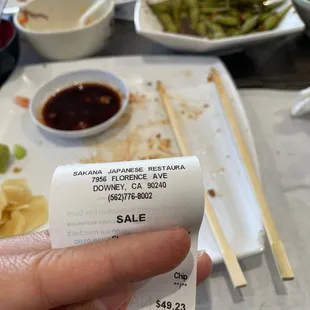 SAKANA JAPANESE RESTAURA
7956 FLORENCE AVE
DOWNEY, CA 90240
(562)776-8002
SALE
Chip
$49.23